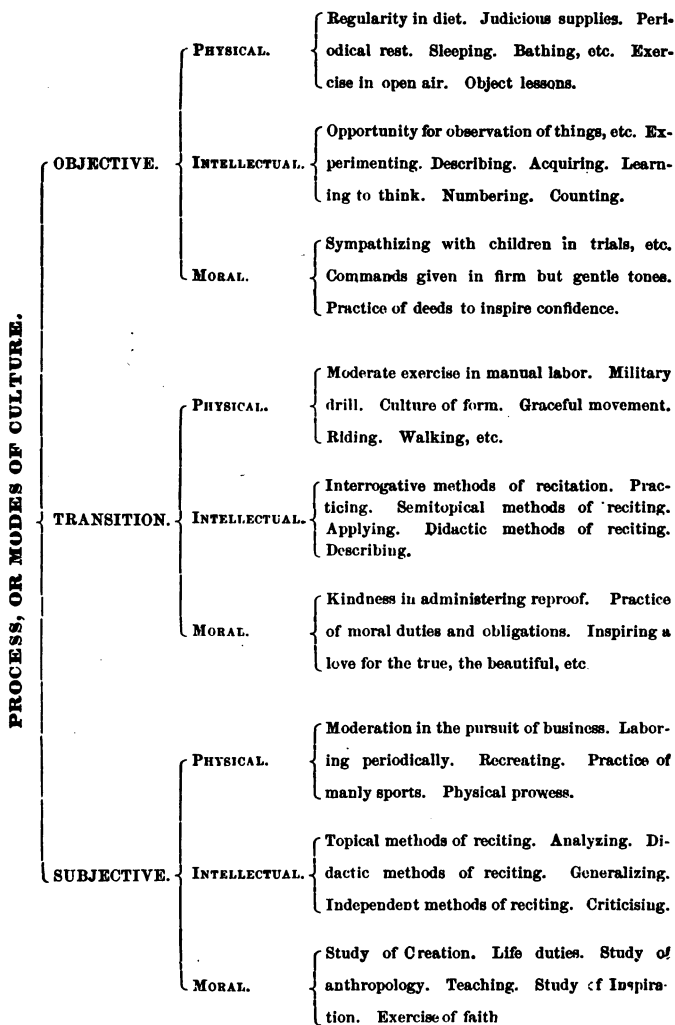 PROCESS, OR MODES OF CULTURE.
OBJECTIVE.
PHYSICAL.
Regularity in diet. Judicious supplies. Peri-
odical rest. Sleeping. Bathing, etc. Exer-
cise in open air. Object lessons.
INTELLECTUAL.
Opportunity for observation of things, etc. Ex-
perimenting. Describing. Acquiring. Learn-
ing to think. Numbering. Counting.
MORAL.
Sympathizing with children in trials, etc.
Commands given in firm but gentle tones.
Practice of deeds to inspire confidence.
TRANSITION.
PHYSICAL.
Moderate exercise in manual labor. Military
drill. Culture of form. Graceful movement.
Riding. Walking, etc.
INTELLECTUAL.
Interrogative methods of recitation. Prac-
ticing. Semitopical methods of reciting.
Applying. Didactic methods of reciting.
Describing.
MORAL.
Kindness in administering reproof. Practice
of moral duties and obligations. Inspiring a
love for the true, the beautiful, etc
SUBJECTIVE.
PHYSICAL.
Moderation in the pursuit of business. Labor-
ing periodically. Recreating. Practice of
manly sports. Physical prowess.
INTELLECTUAL.
Topical methods of reciting. Analyzing. Di-
dactic methods of reciting. Generalizing.
Independent methods of reciting. Criticising.
MORAL.
Study of Creation. Life duties. Study of
anthropology. Teaching. Study of Inspira-
tion. Exercise of faith